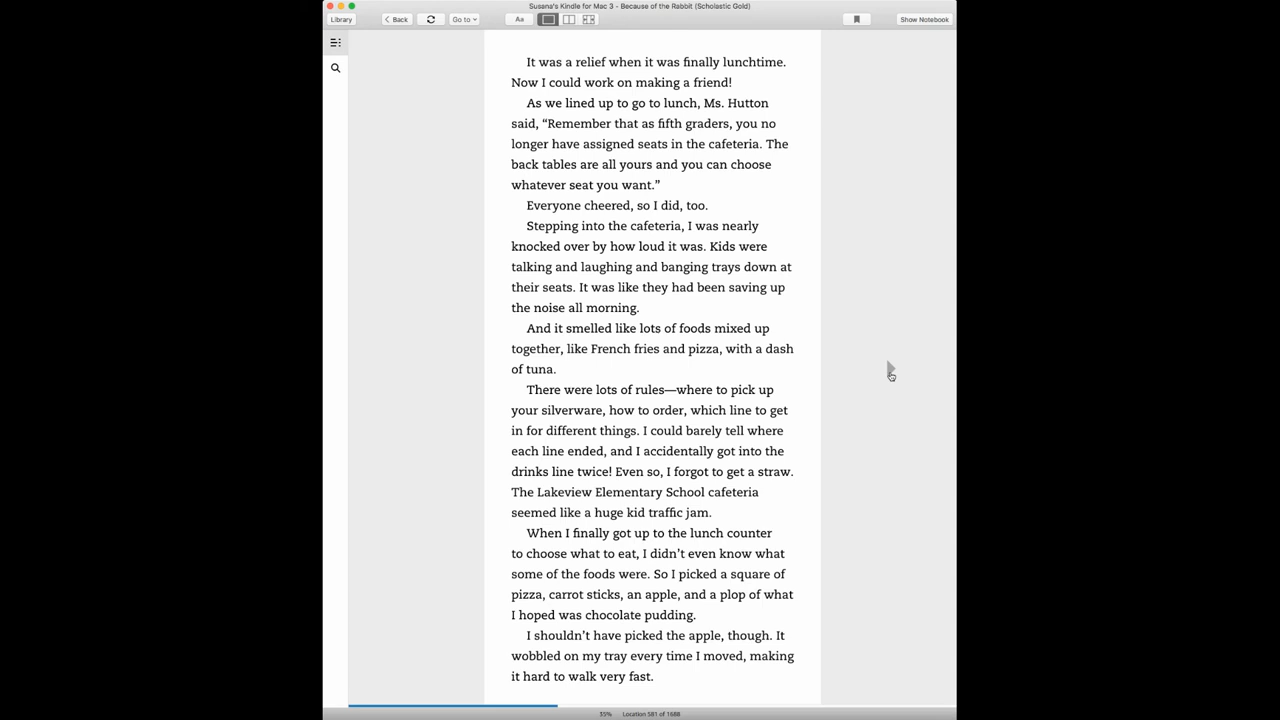 Susana's Kindle for Mac 3 - Because of the Rabbit (Scholastic Gold)
Library
Back
Go to
Aa
Show Notebook
It was a relief when it was finally lunchtime.
Now I could work on making a friend!
As we lined up to go to lunch, Ms. Hutton
said, “Remember that as fifth graders, you no
longer have assigned seats in the cafeteria. The
back tables are all yours and you can choose
whatever seat you want.”
Everyone cheered, so I did, too.
Stepping into the cafeteria, I was nearly
knocked over by how loud it was. Kids were
talking and laughing and banging trays down at
their seats. It was like they had been saving up
the noise all morning.
And it smelled like lots of foods mixed up
together, like French fries and pizza, with a dash
of tuna.
There were lots of rules—where to pick up
your silverware, how to order, which line to get
in for different things. I could barely tell where
each line ended, and I accidentally got into the
drinks line twice! Even so, I forgot to get a straw.
The Lakeview Elementary School cafeteria
seemed like a huge kid traffic jam.
When I finally got up to the lunch counter
to choose what to eat, I didn’t even know what
some of the foods were. So I picked a square of
pizza, carrot sticks, an apple, and a plop of what
I hoped was chocolate pudding.
I shouldn’t have picked the apple, though. It
wobbled on my tray every time I moved, making
it hard to walk very fast.
Location 581 of 1688